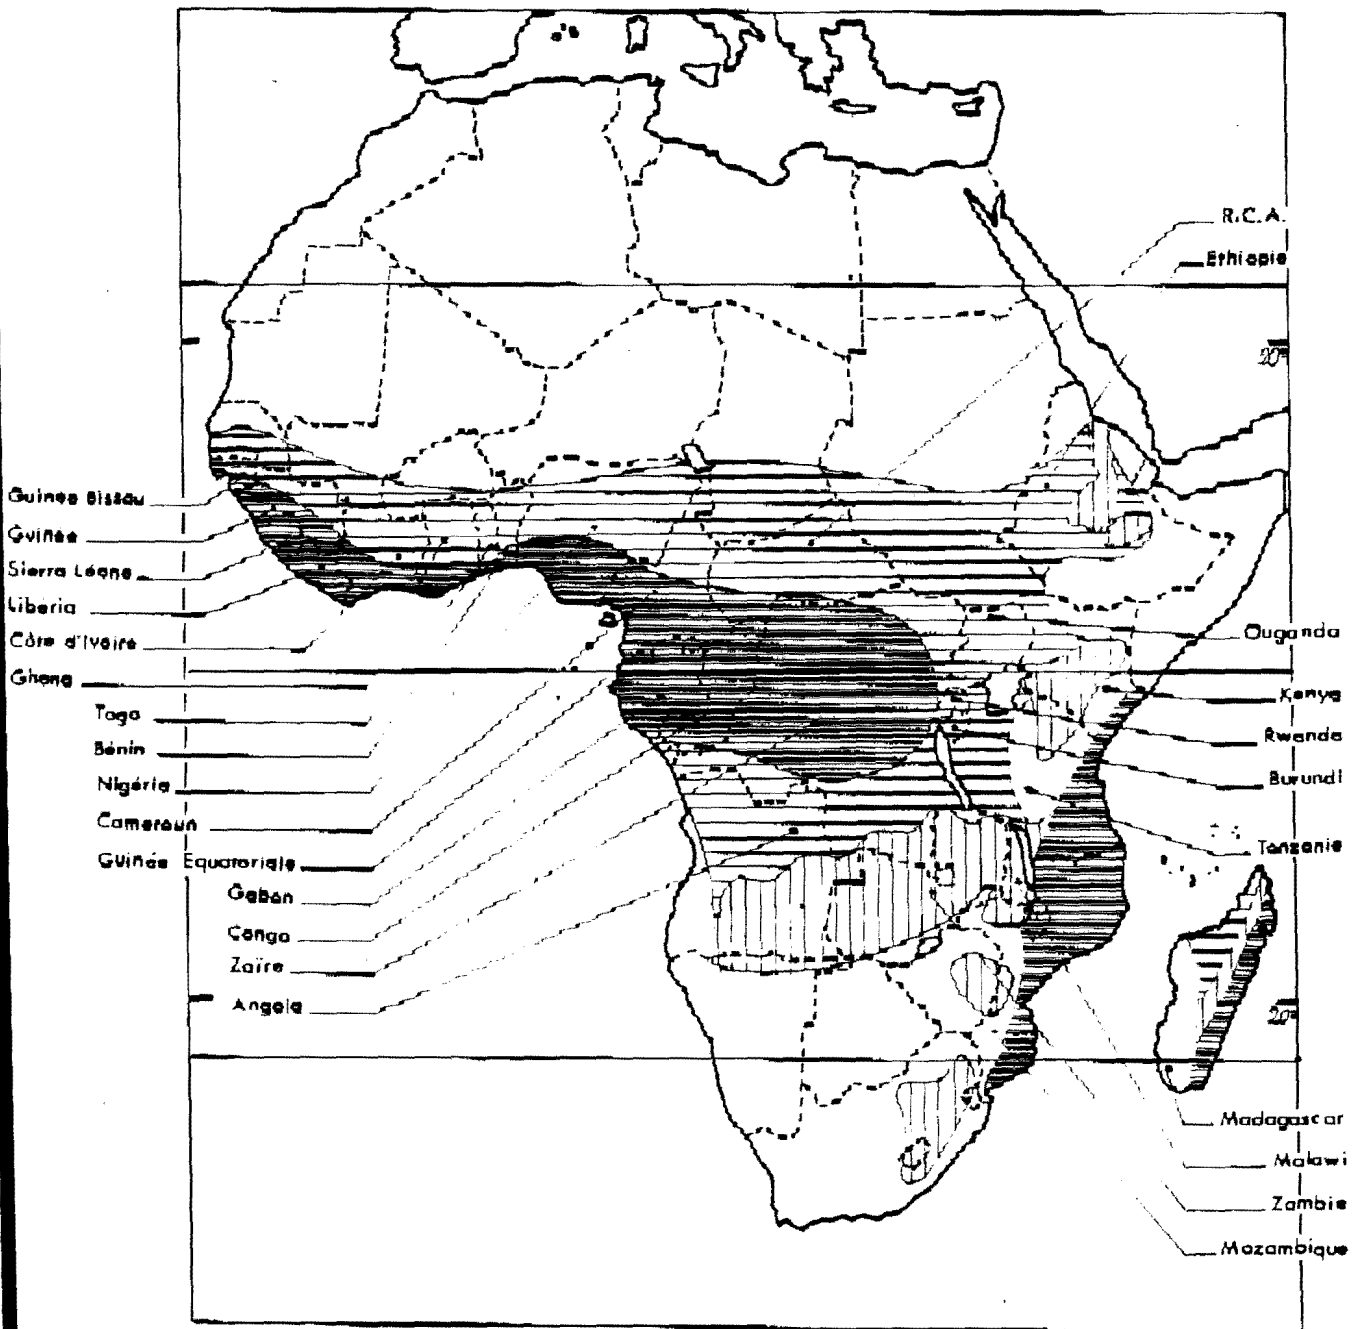 R.C.A.
Ethiopie
20°
Guinée Bissau
Guinée
Sierra Léone
Liberia
Côte d'Ivoire
Ghana
Togo
Bénin
Nigéria
Cameroun
Guinée Equatoriale
Gabon
Congo
Zaïre
Angola
Ouganda
Kenya
Rwanda
Burundi
Tanzanie
20°
Madagascar
Malawi
Zambie
Mozambique